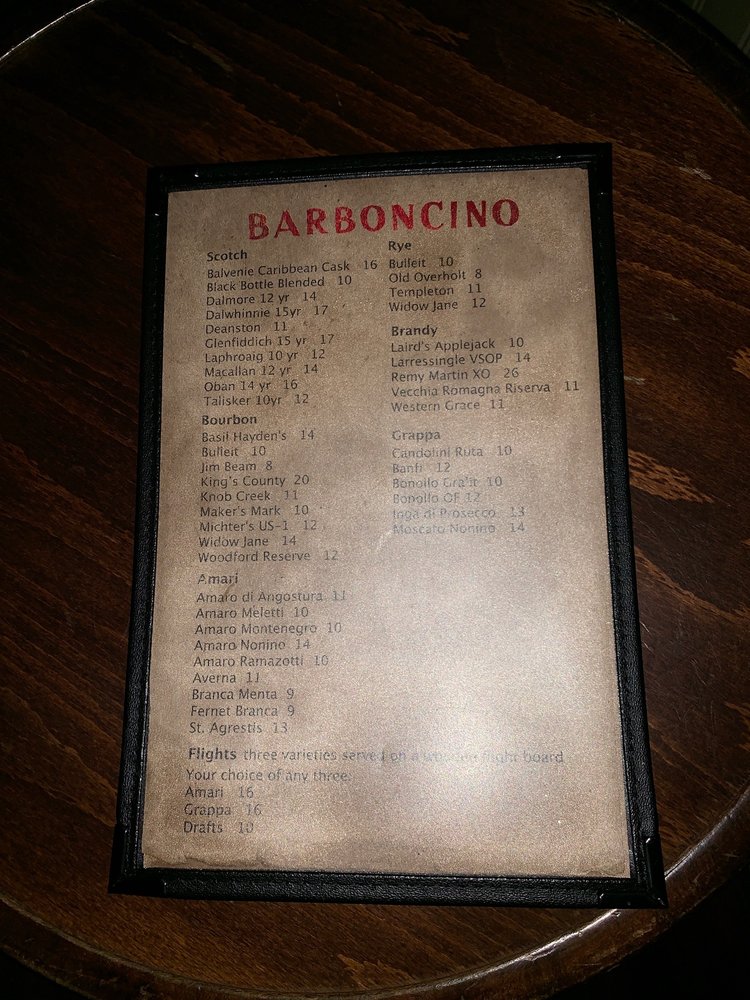 BARBONCINO
Scotch
Balvenie Caribbean Cask 16
Black Bottle Blended 10
Dalmore 12 yr 14
Dalwhinnie 15yr 17
Deanston 11
Glenfiddich 15 yr 17
Laphroaig 10 yr 12
Macallan 12 yr 14
Oban 14 yr 16
Talisker 10yr 12
Bourbon
Basil Hayden's 14
Bulleit 10
Jim Beam 8
King's County 20
Knob Creek 11
Maker's Mark 10
Michter's US-1 12
Widow Jane 14
Woodford Reserve 12
Amari
Amaro di Angostura 11
Amaro Meletti 10
Amaro Montenegro 10
Amaro Nonino 14
Amaro Ramazotti 10
Averna 11
Branca Menta 9
Fernet Branca 9
St. Agrestis 13
Rye
Bulleit 10
Old Overholt 8
Templeton 11
Widow Jane 12
Brandy
Laird's Applejack 10
Larressingle VSOP 14
Remy Martin XO 26
Vecchia Romagna Riserva 11
Western Grace 11
Grappa
Candolini Ruta 10
Banfi 12
Bonollo Gra'it 10
Bonollo OF 12
Inga di Prosecco 13
Moscato Nonino 14
Flights three varieties served on a wooden flight board
Your choice of any three.
Amari 16
Grappa 16
Drafts 10